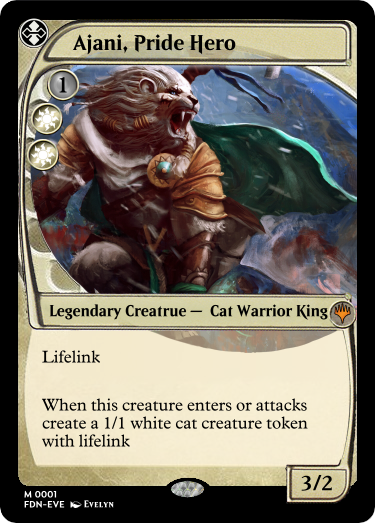 Ajani, Pride Hero
1
Legendary Creatrue — Cat Warrior King
Lifelink
When this creature enters or attacks
create a 1/1 white cat creature token
with lifelink
3/2
M 0001
FDN-EVE Evelyn